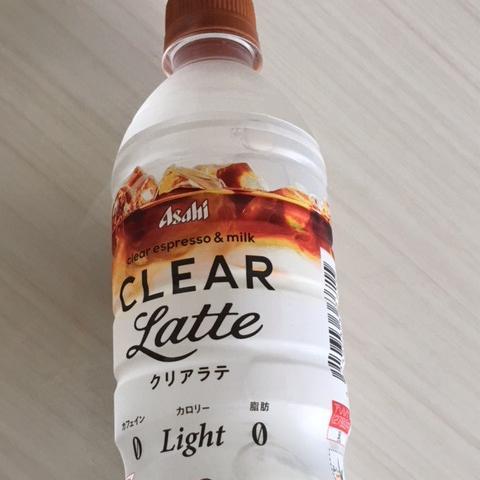 Asahi
clear espresso & milk
CLEAR
Latte
クリアラテ
カフェイン カロリー 脂肪
0 Light 0